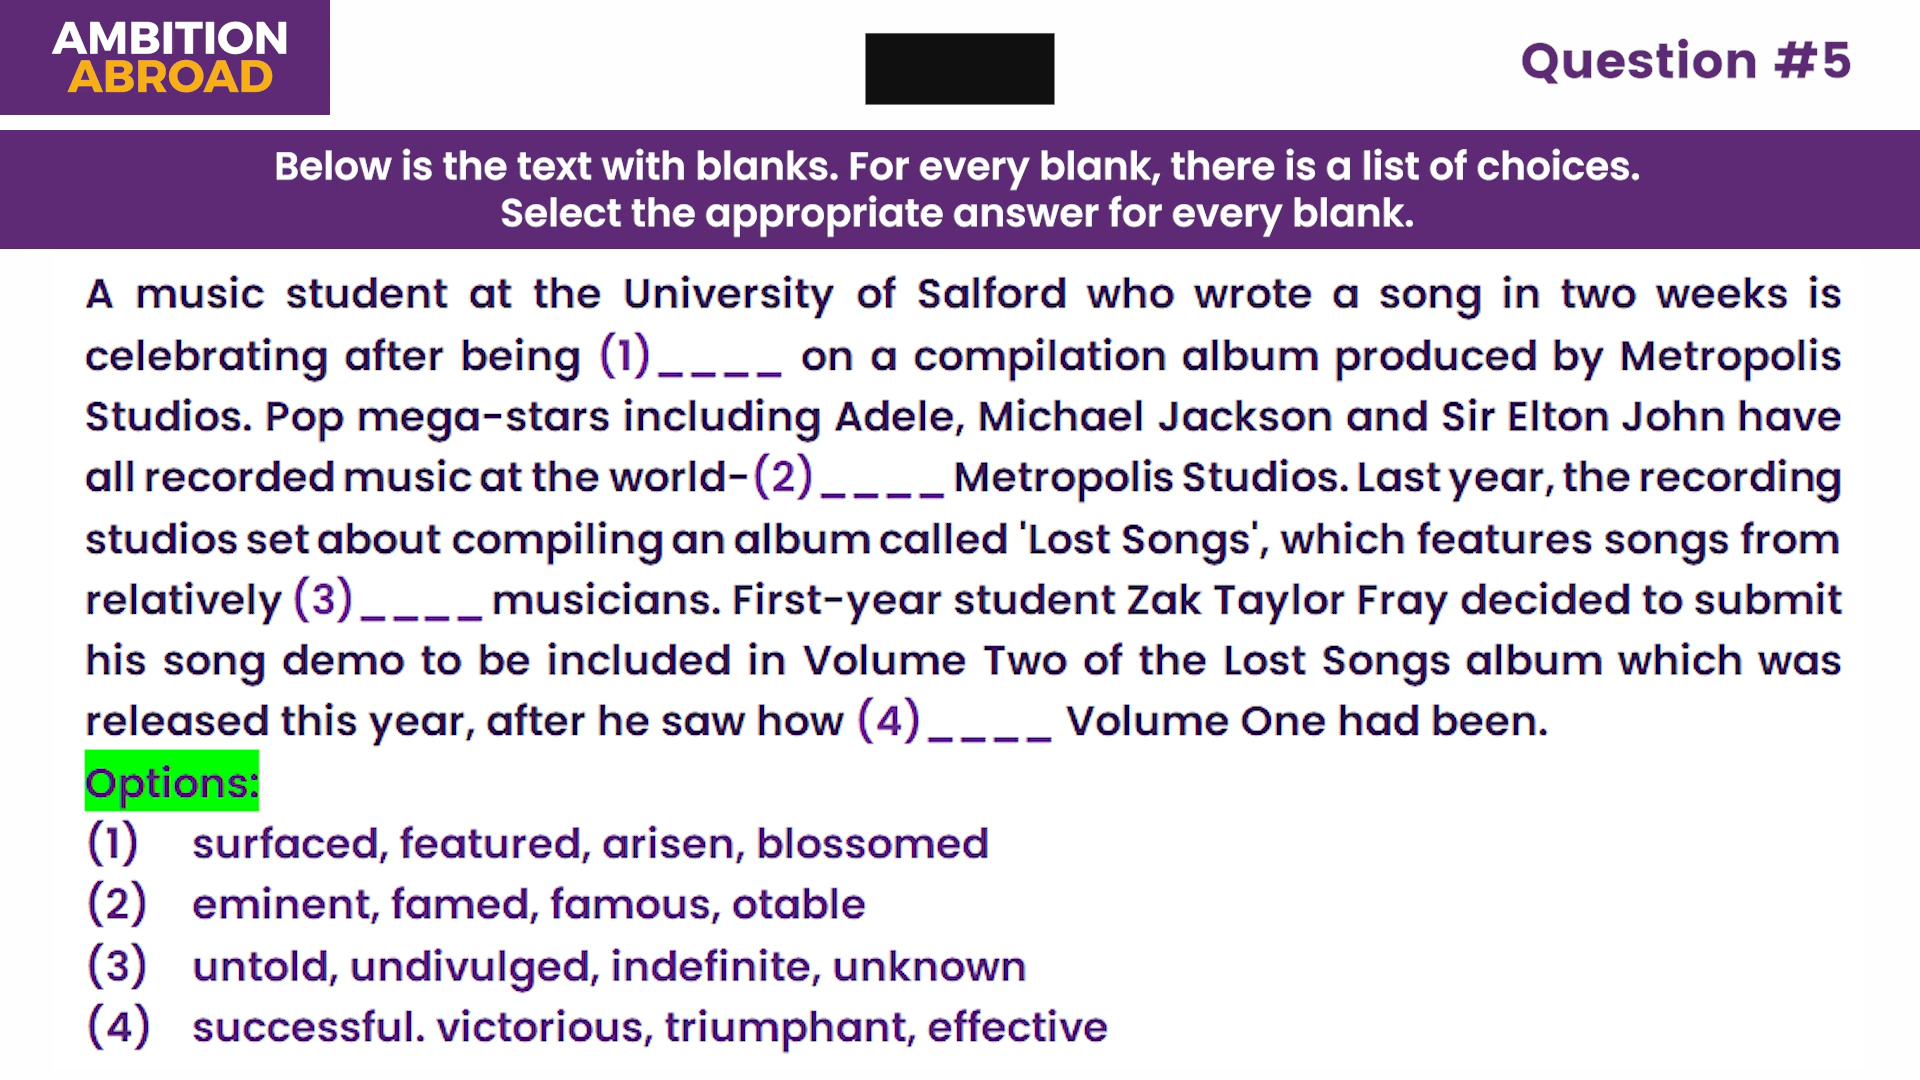 AMBITION
ABROAD
Question #5
Below is the text with blanks. For every blank, there is a list of choices.
Select the appropriate answer for every blank.
A music student at the University of Salford who wrote a song in two weeks is
celebrating after being (1)____ on a compilation album produced by Metropolis
Studios. Pop mega-stars including Adele, Michael Jackson and Sir Elton John have
all recorded music at the world-(2)____ Metropolis Studios. Last year, the recording
studios set about compiling an album called 'Lost Songs', which features songs from
relatively (3)____ musicians. First-year student Zak Taylor Fray decided to submit
his song demo to be included in Volume Two of the Lost Songs album which was
released this year, after he saw how (4)____ Volume One had been.
Options:
(1) surfaced, featured, arisen, blossomed
(2) eminent, famed, famous, otable
(3) untold, undivulged, indefinite, unknown
(4) successful. victorious, triumphant, effective